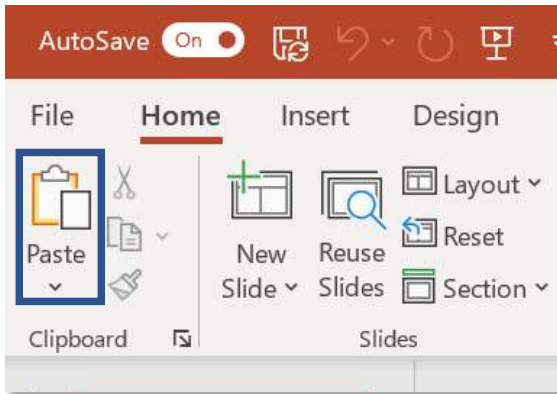 AutoSave On
File Home Insert Design
Paste
New
Slide
Reuse
Slides
Layout
Reset
Section
Clipboard
Slides